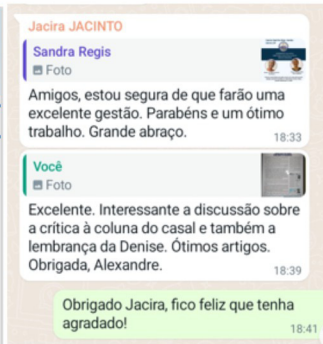 Jacira JACINTO
Sandra Regis
Foto
Amigos, estou segura de que farão uma
excelente gestão. Parabéns e um ótimo
trabalho. Grande abraço.
18:33
Você
Foto
Excelente. Interessante a discussão sobre
a crítica à coluna do casal e também a
lembrança da Denise. Ótimos artigos.
Obrigada, Alexandre.
18:39
Obrigado Jacira, fico feliz que tenha
agradado!
18:41